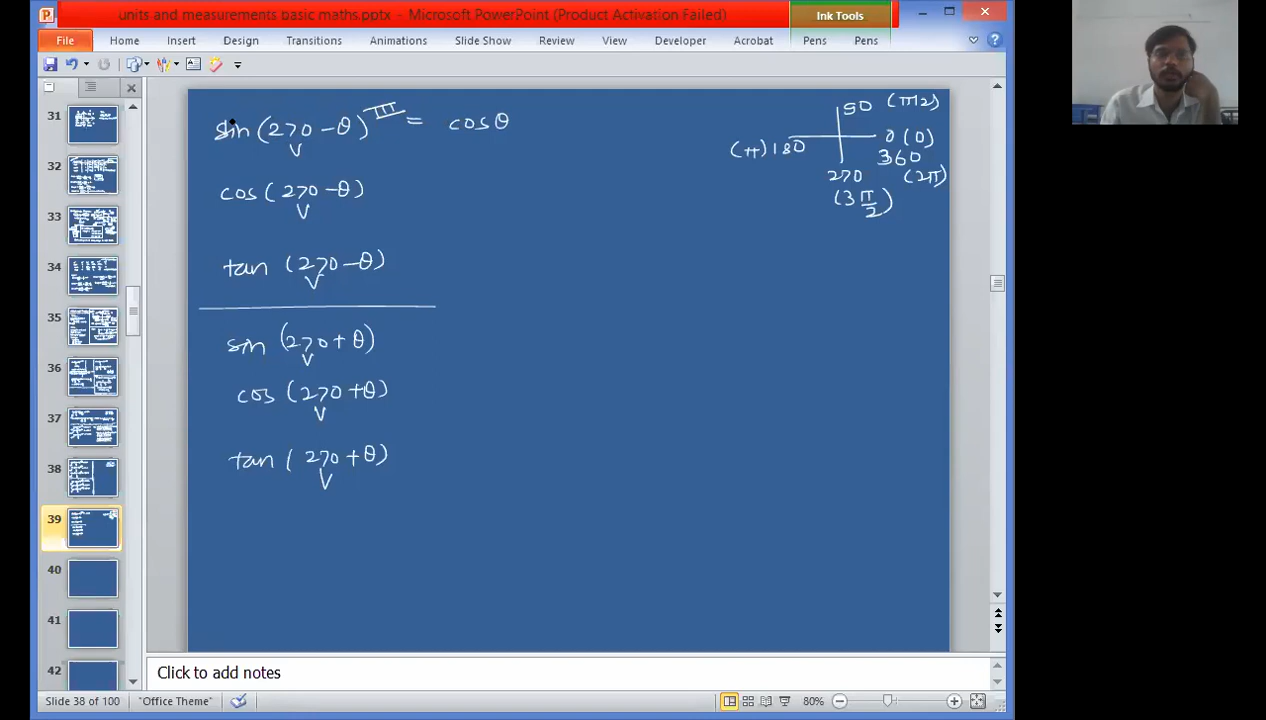 units and measurements basic maths.pptx - Microsoft PowerPoint (Product Activation Failed)
Ink Tools
File Home Insert Design Transitions Animations Slide Show Review View Developer Acrobat Pens Pens
31
32
33
34
35
36
37
38
39
40
41
42
sin (270 - θ) III = cos θ
V
cos (270 - θ)
V
tan (270 - θ)
V
sin (270 + θ)
V
cos (270 + θ)
V
tan (270 + θ)
V
90 (π/2)
(π) 180
0 (0)
360
(2π)
270
(3π/2)
Click to add notes
Slide 38 of 100 "Office Theme" 80%